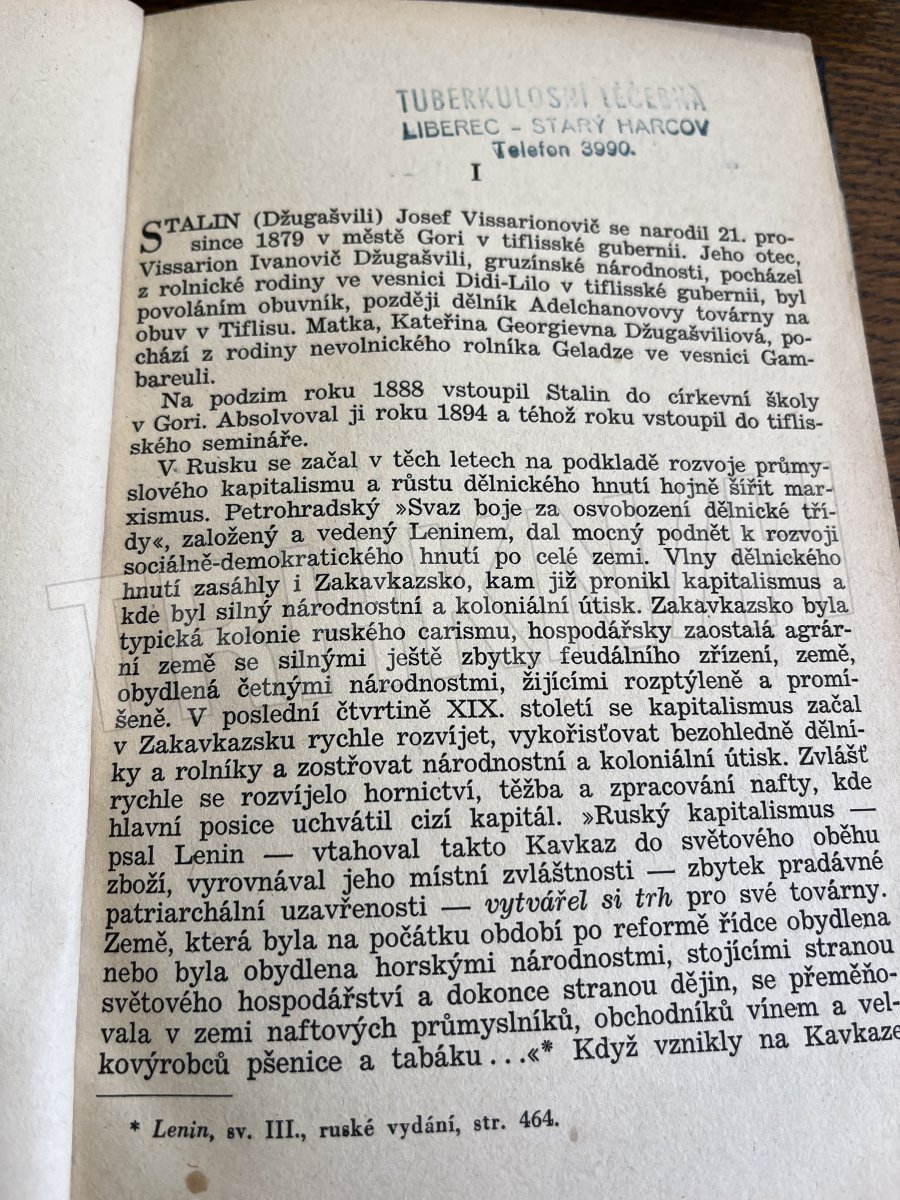 TUBERKULOSNÍ LÉČEBNA
LIBEREC – STARÝ HARCOV
Telefon 3990.
I
STALIN (Džugašvili) Josef Vissarionovič se narodil 21. pro-
since 1879 v městě Gori v tifliské gubernii. Jeho otec,
Vissarion Ivanovič Džugašvili, gruzínské národnosti, pocházel
z rolnické rodiny ve vesnici Didi-Lilo v tifliské gubernii, byl
povoláním obuvník, později dělník Adelchanovovy továrny na
obuv v Tiflisu. Matka, Kateřina Georgievna Džugašviliová, po-
chází z rodiny nevolnického rolníka Geladze ve vesnici Gam-
bareuli.
Na podzim roku 1888 vstoupil Stalin do církevní školy
v Gori. Absolvoval ji roku 1894 a téhož roku vstoupil do tiflis-
ského semináře.
V Rusku se začal v těch letech na podkladě rozvoje průmy-
slového kapitalismu a růstu dělnického hnutí hojně šířit mar-
xismus. Petrohradský »Svaz boje za osvobození dělnické tří-
dy«, založený a vedený Leninem, dal mocný podnět k rozvoji
sociálně-demokratického hnutí po celé zemi. Vlny dělnického
hnutí zasáhly i Zakavkazsko, kam již pronikl kapitalismus a
kde byl silný národnostní a koloniální útisk. Zakavkazsko byla
typická kolonie ruského carismu, hospodářsky zaostalá agrár-
ní země se silnými ještě zbytky feudálního zřízení, země,
obydlená četnými národnostmi, žijícími rozptýleně a promí-
šeně. V poslední čtvrtině XIX. století se kapitalismus začal
v Zakavkazsku rychle rozvíjet, vykořisťovat bezohledně dělní-
ky a rolníky a zostřovat národnostní a koloniální útisk. Zvlášť
rychle se rozvíjelo hornictví, těžba a zpracování nafty, kde
hlavní posice uchvátil cizí kapitál. »Ruský kapitalismus —
psal Lenin — vtahoval takto Kavkaz do světového oběhu
zboží, vyrovnával jeho místní zvláštnosti — zbytek pradávné
patriarchální uzavřenosti — vytvářel si trh pro své továrny.
Země, která byla na počátku období po reformě řídce obydlena
nebo byla obydlena horskými národnostmi, stojícími stranou
světového hospodářství a dokonce stranou dějin, se přeměňo-
vala v zemi naftových průmyslníků, obchodníků vínem a vel-
kovýrobců pšenice a tabáku...«* Když vznikly na Kavkaze
* Lenin, sv. III., ruské vydání, str. 464.